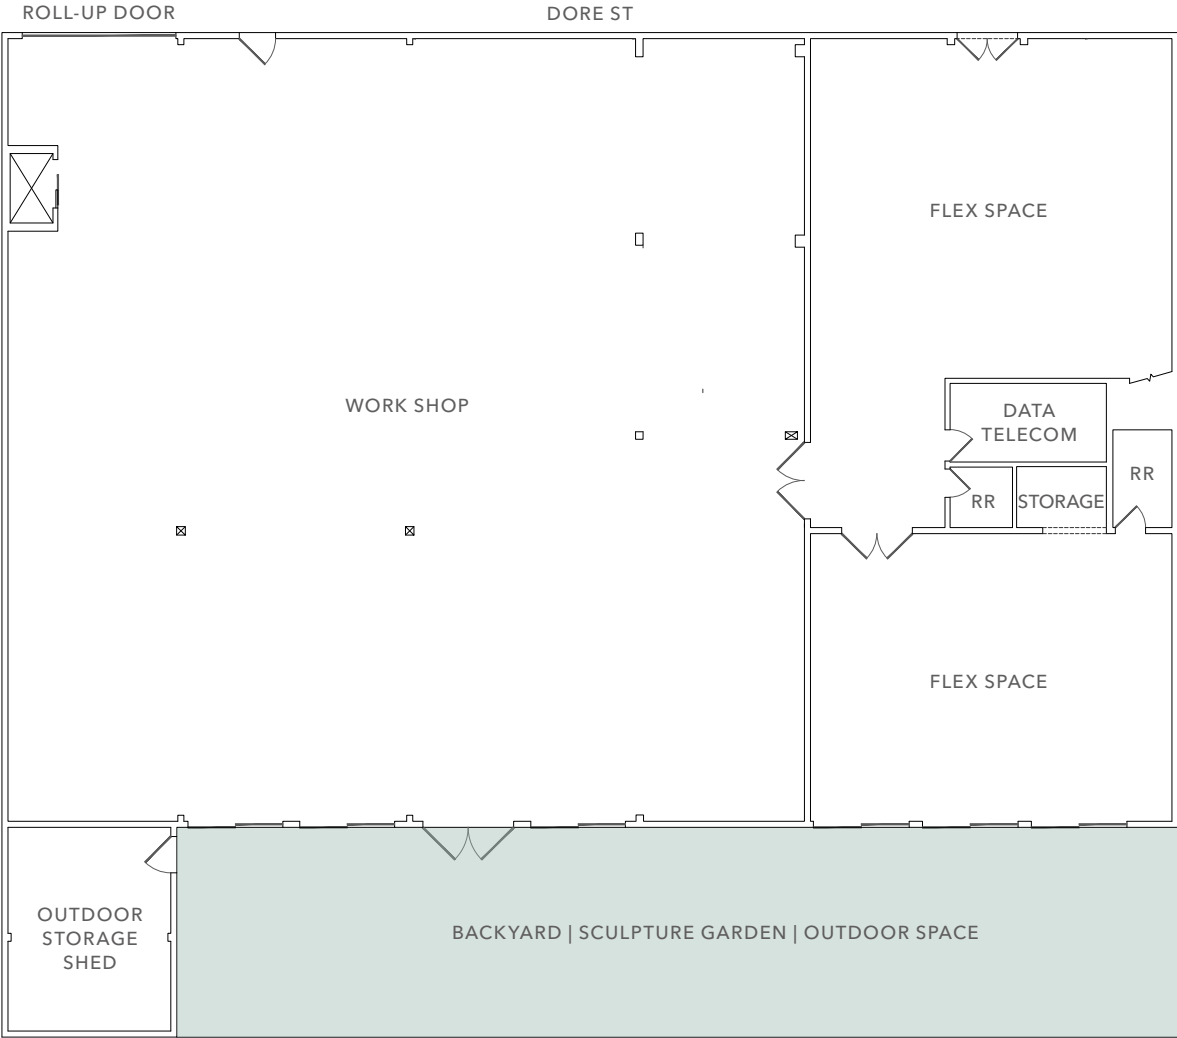 ROLL-UP DOOR
DORE ST
FLEX SPACE
WORK SHOP
DATA
TELECOM
RR
RR
STORAGE
FLEX SPACE
OUTDOOR
STORAGE
SHED
BACKYARD | SCULPTURE GARDEN | OUTDOOR SPACE